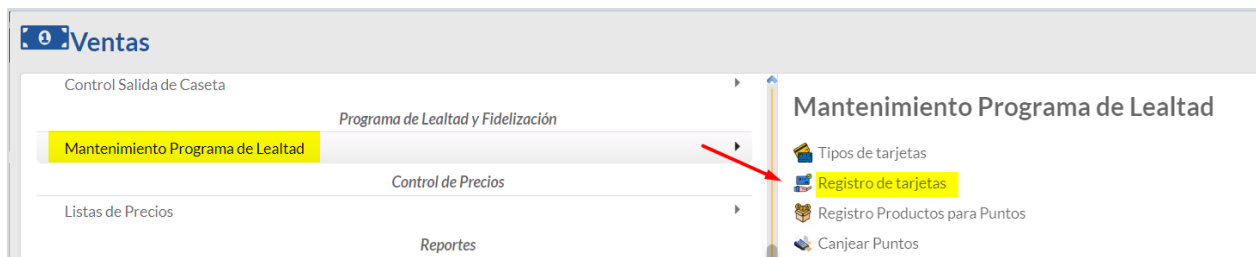 Ventas
Control Salida de Caseta
Programa de Lealtad y Fidelización
Mantenimiento Programa de Lealtad
Control de Precios
Listas de Precios
Reportes
Mantenimiento Programa de Lealtad
Tipos de tarjetas
Registro de tarjetas
Registro Productos para Puntos
Canjear Puntos